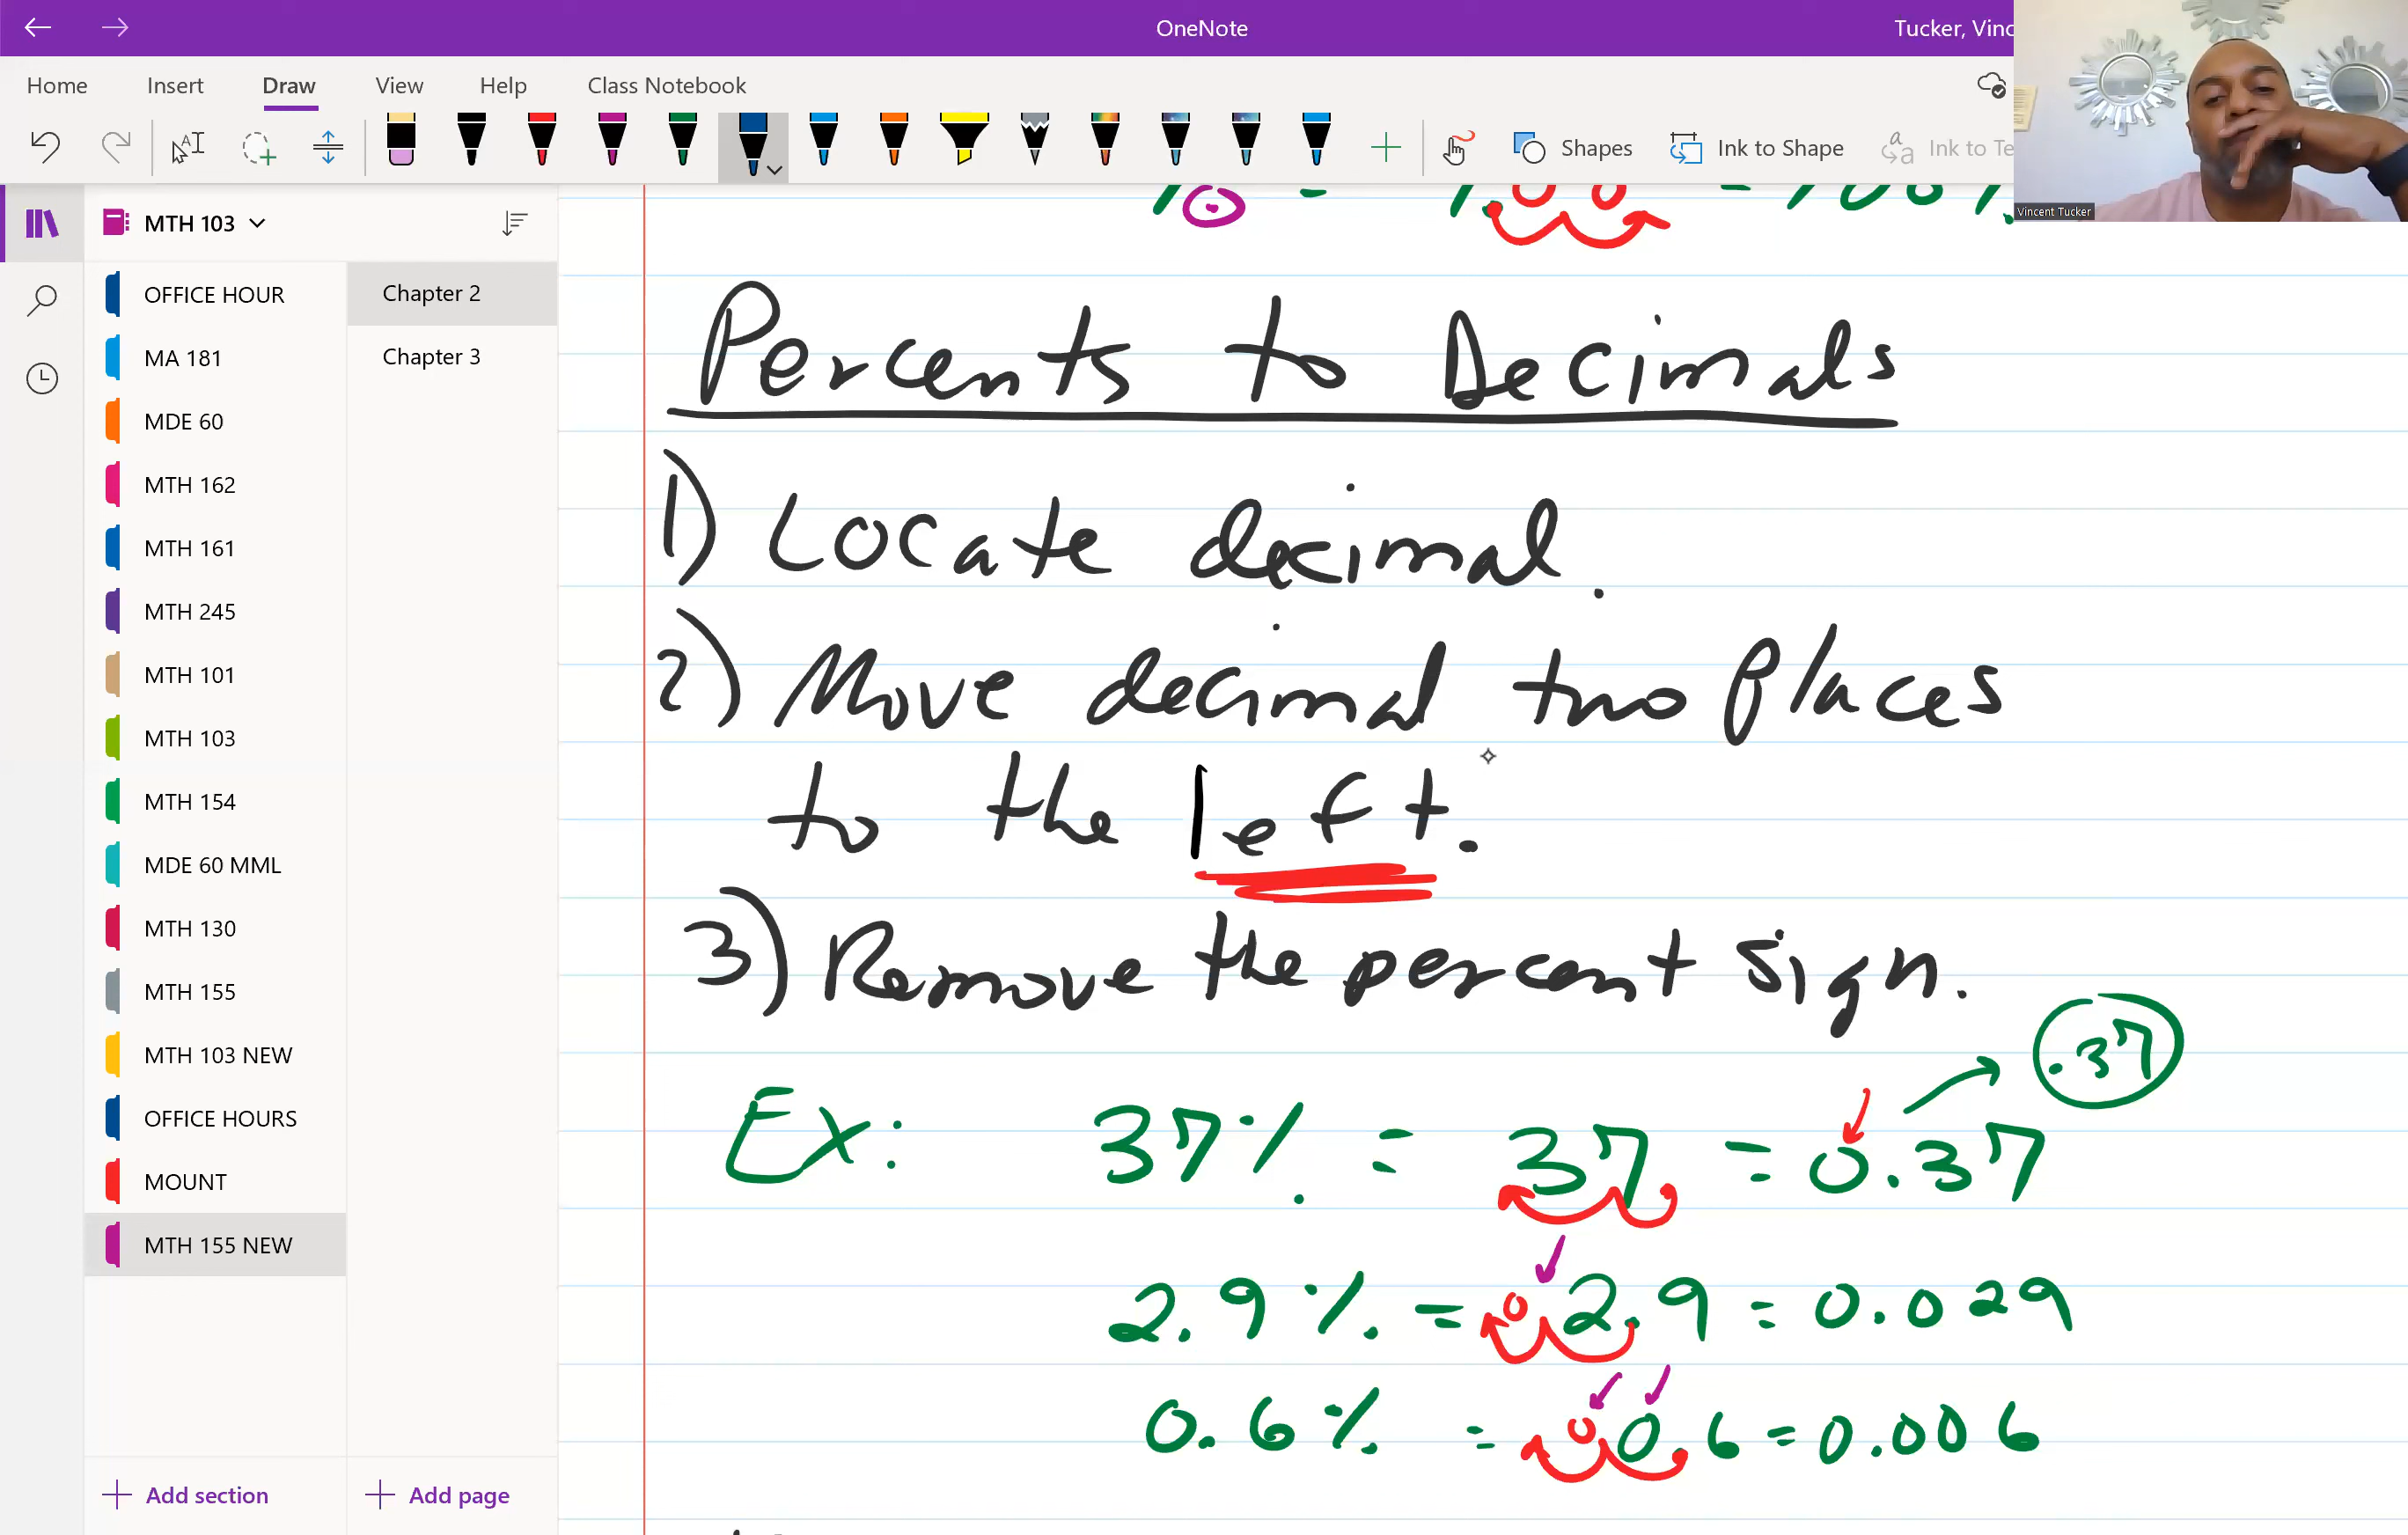 OneNote
Tucker, Vinc
Home Insert Draw View Help Class Notebook
Shapes Ink to Shape Ink to Te
Vincent Tucker
MTH 103
OFFICE HOUR
MA 181
MDE 60
MTH 162
MTH 161
MTH 245
MTH 101
MTH 103
MTH 154
MDE 60 MML
MTH 130
MTH 155
MTH 103 NEW
OFFICE HOURS
MOUNT
MTH 155 NEW
Add section
Chapter 2
Chapter 3
Add page
Percents to Decimals
1) Locate decimal.
2) Move decimal two places
to the left.
3) Remove the percent sign.
.37
Ex: 37% = 37 = 0.37
2.9% = 02.9 = 0.029
0.6% = 00.6 = 0.006